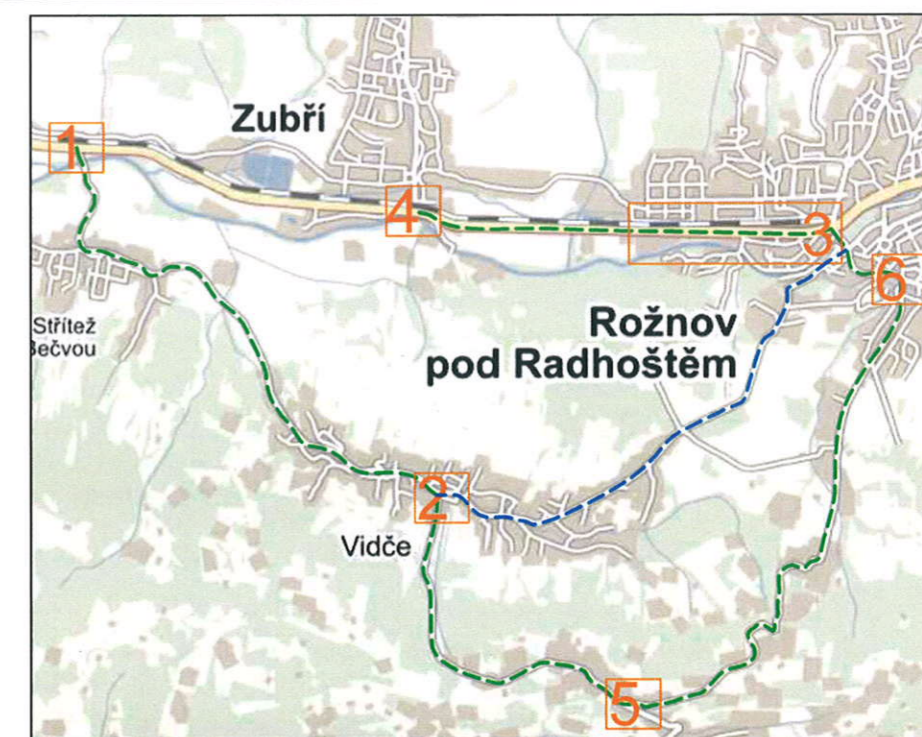 Zubří
1
4
3
6
Rožnov
pod Radhoštěm
Střítež
Bečvou
2
Vidče
5